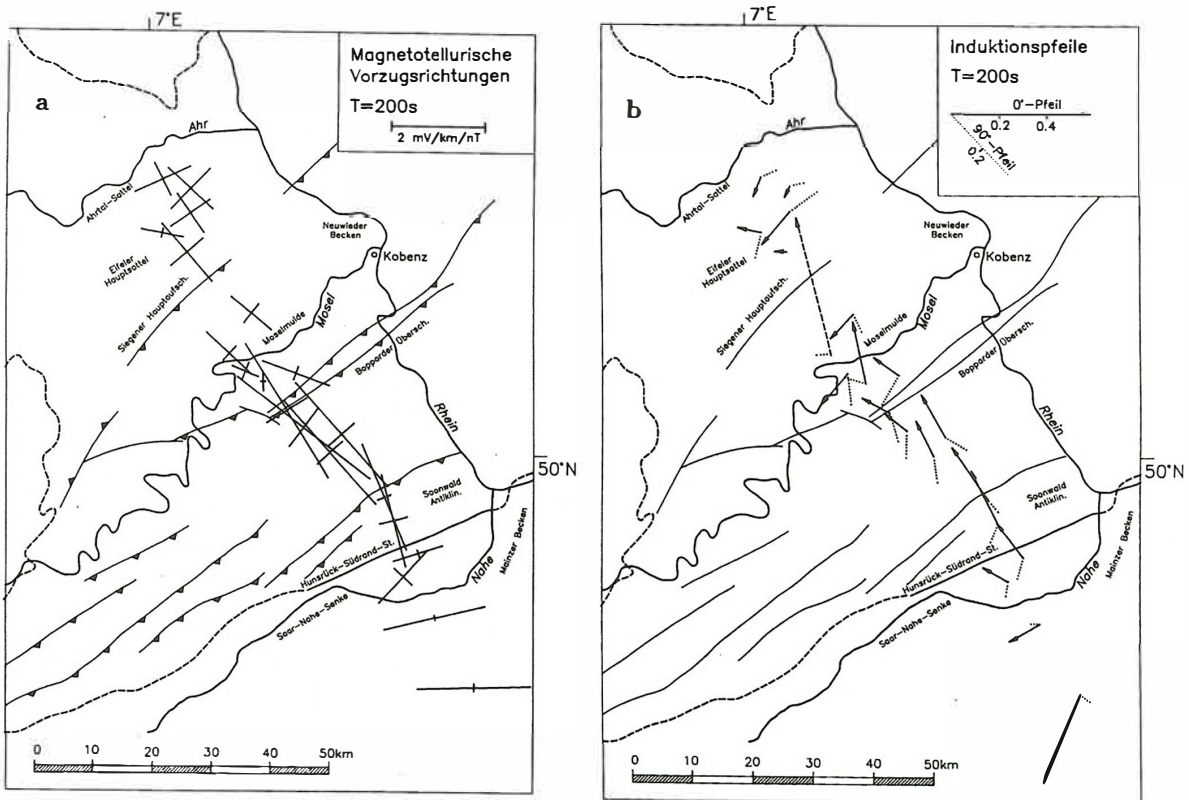 7°E
a
Magnetotellurische
Vorzugsrichtungen
T=200s
2 mV/km/nT
Ahr
Ahrtal-Sattel
Eifeler
Hauptsattel
Siegener Hauptaufsch.
Neuwieder
Becken
Kobenz
Mosel
Moselmulde
Bopparder Übersch.
Rhein
50°N
Soonwald
Antiklin.
Hunsrück-Südrand-St.
Nahe
Mainzer Becken
Saar-Nahe-Senke
0 10 20 30 40 50km
7°E
b
Induktionspfeile
T=200s
0°-Pfeil
0.2 0.4
90°-Pfeil
0.2
Ahr
Ahrtal-Sattel
Eifeler
Hauptsattel
Siegener Hauptaufsch.
Neuwieder
Becken
Kobenz
Mosel
Moselmulde
Bopparder Übersch.
Rhein
50°N
Soonwald
Antiklin.
Hunsrück-Südrand-St.
Nahe
Mainzer Becken
Saar-Nahe-Senke
0 10 20 30 40 50km